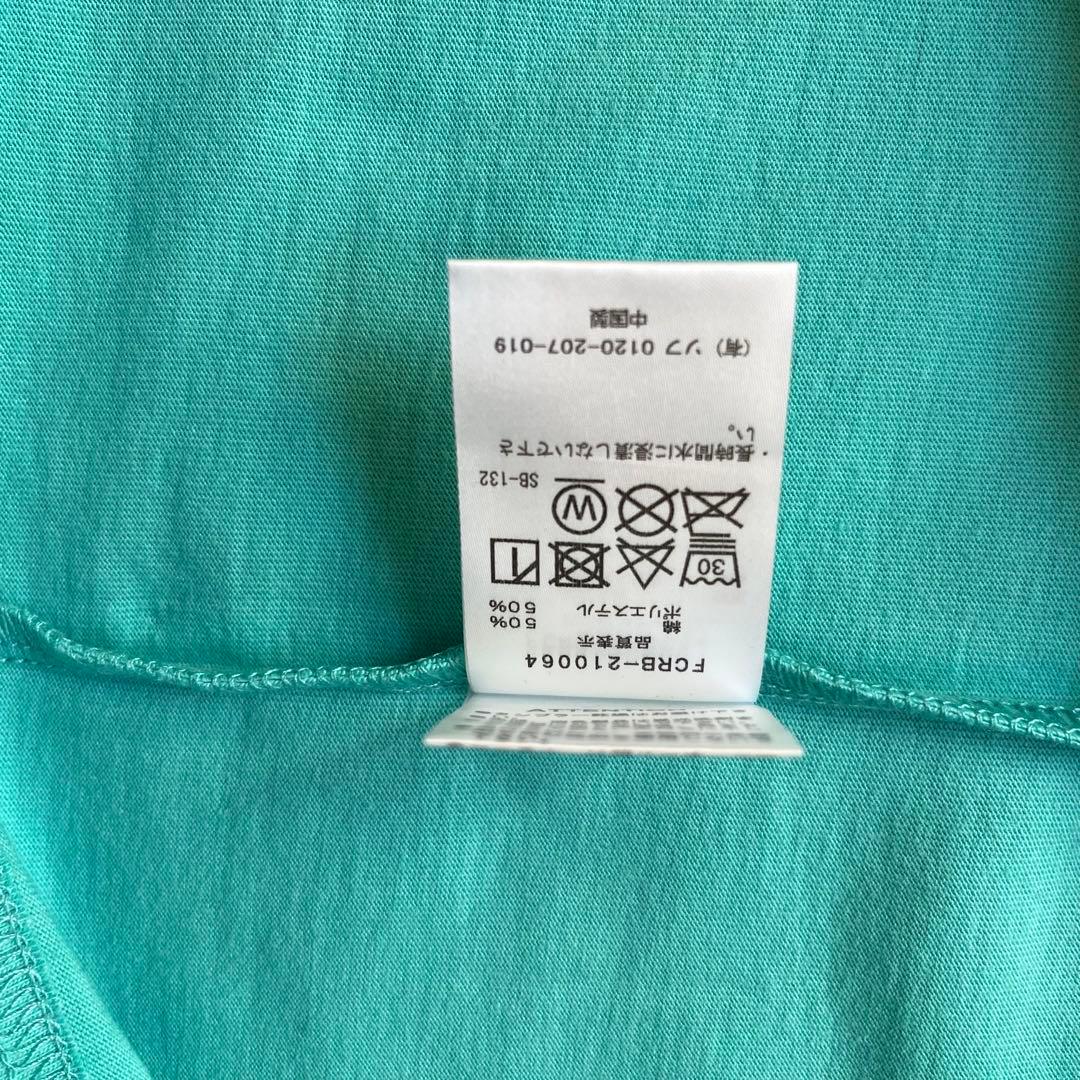 FCRB-210064
品質表示
綿 50%
ポリエステル 50%
30
W
SB-132
・長時間水に浸漬しないで下さ
い。
(有) ソフ 0120-207-019
中国製
ATTENTION